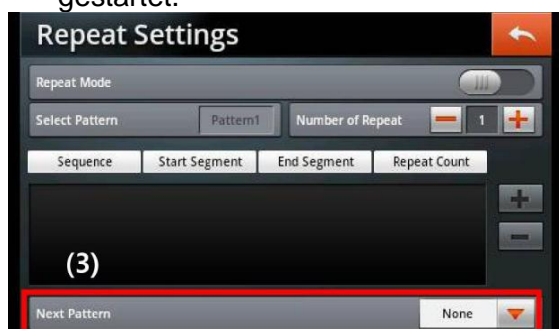 gestartet.
Repeat Settings
Repeat Mode
Select Pattern Pattern1 Number of Repeat 1
Sequence Start Segment End Segment Repeat Count
(3)
Next Pattern None